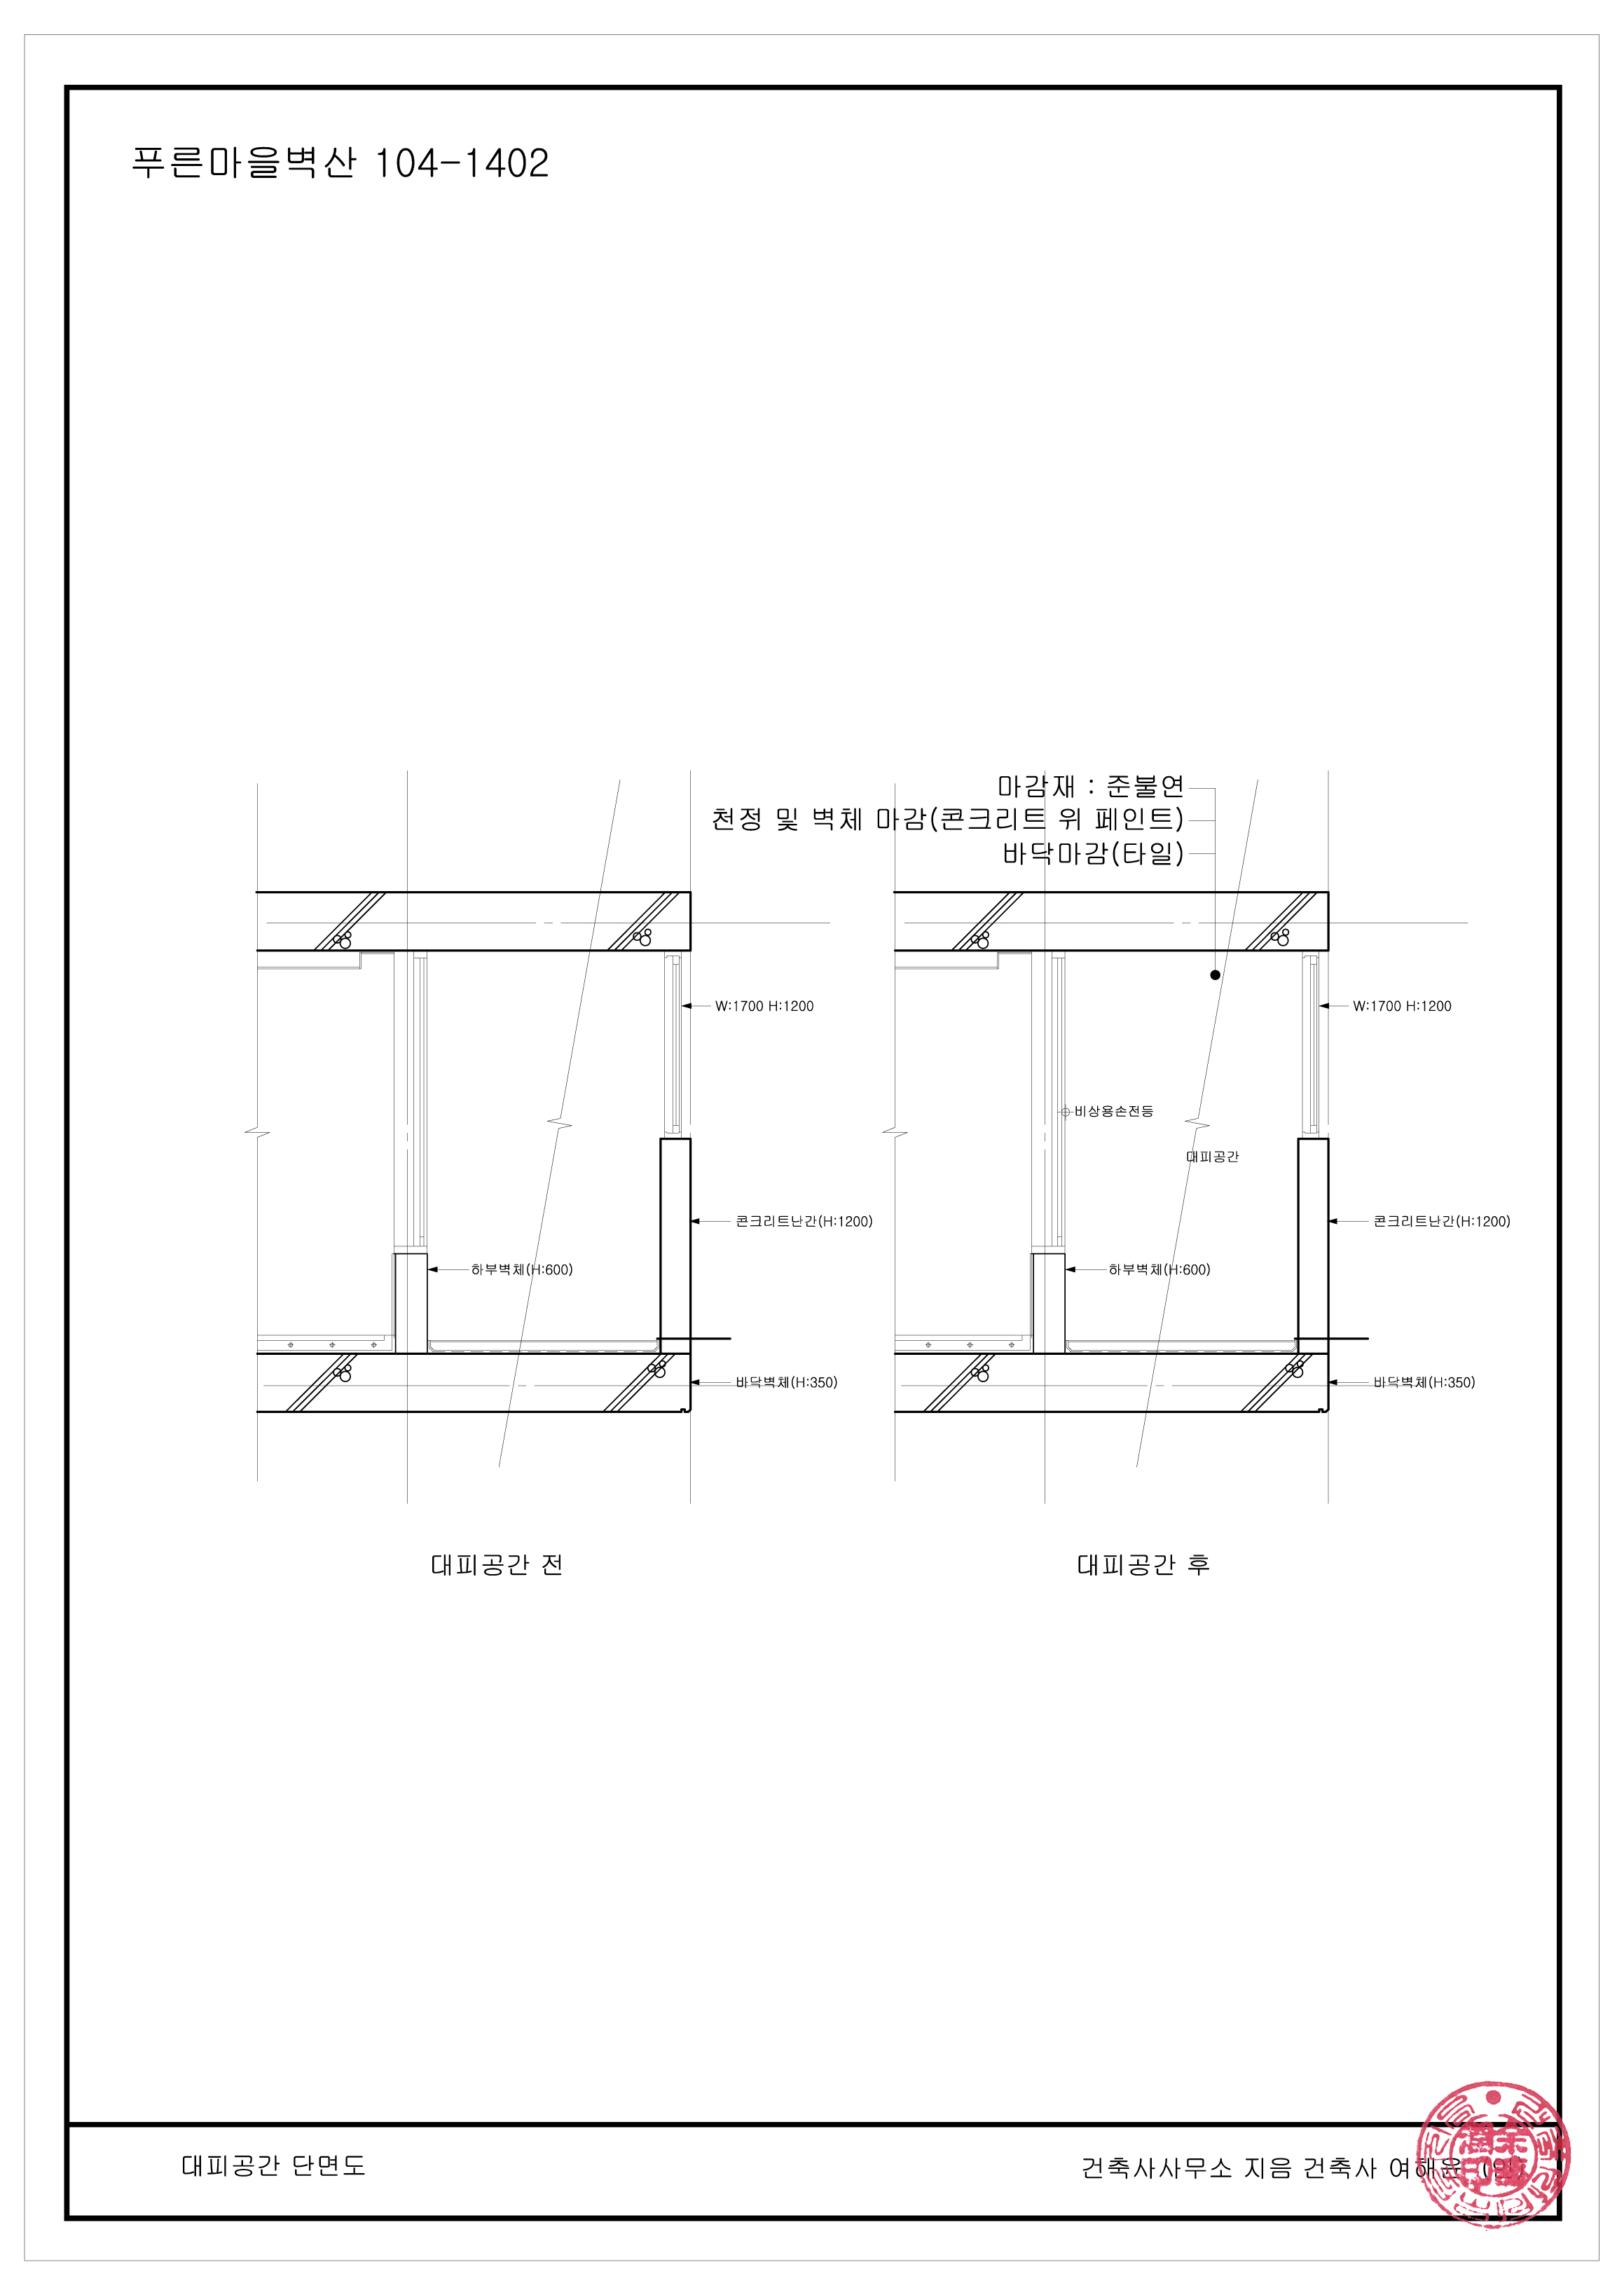 푸른마을벽산 104-1402
마감재 : 준불연
천정 및 벽체 마감(콘크리트 위 페인트)
바닥마감(타일)
W:1700 H:1200
콘크리트난간(H:1200)
하부벽체(H:600)
바닥벽체(H:350)
W:1700 H:1200
비상용손전등
대피공간
콘크리트난간(H:1200)
하부벽체(H:600)
바닥벽체(H:350)
대피공간 전
대피공간 후
대피공간 단면도
건축사사무소 지음 건축사 여해윤 (인)